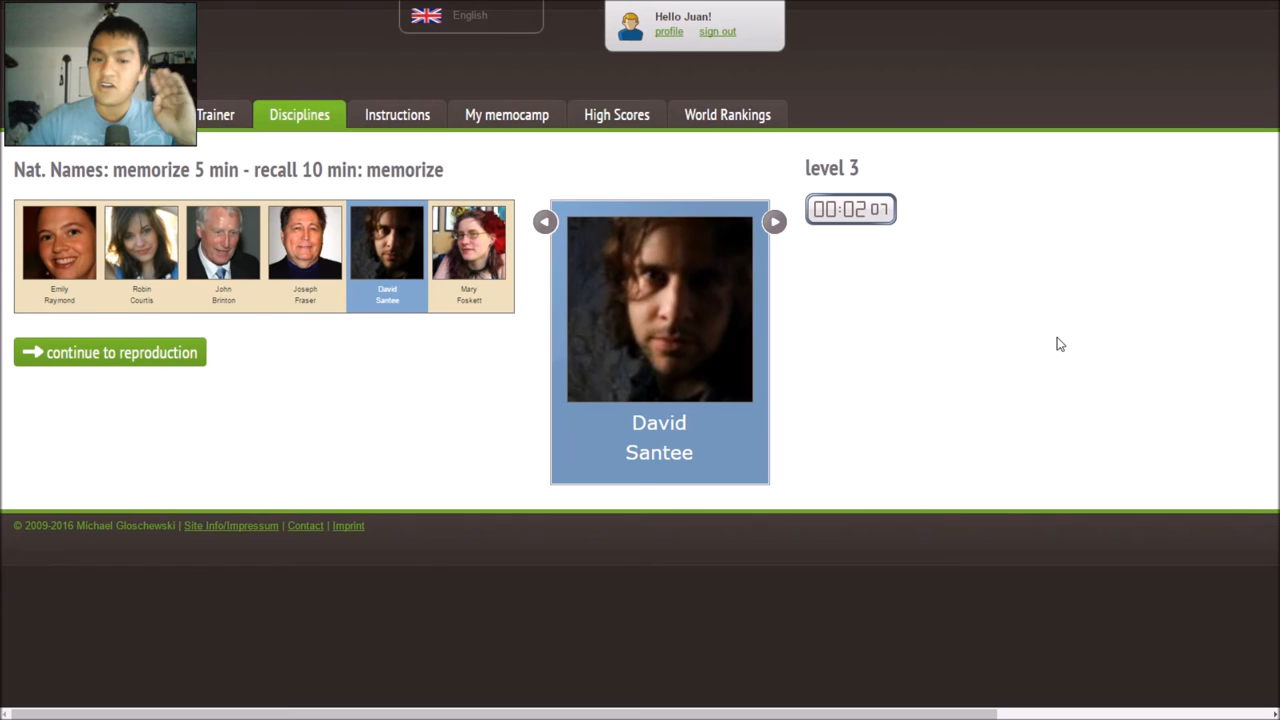 English
Hello Juan!
profile sign out
Trainer Disciplines Instructions My memocamp High Scores World Rankings
Nat. Names: memorize 5 min - recall 10 min: memorize
level 3
00:02 07
Emily
Raymond
Robin
Courtis
John
Brinton
Joseph
Fraser
David
Santee
Mary
Foskett
continue to reproduction
David
Santee
© 2009-2016 Michael Gloschewski | Site Info/Impressum | Contact | Imprint